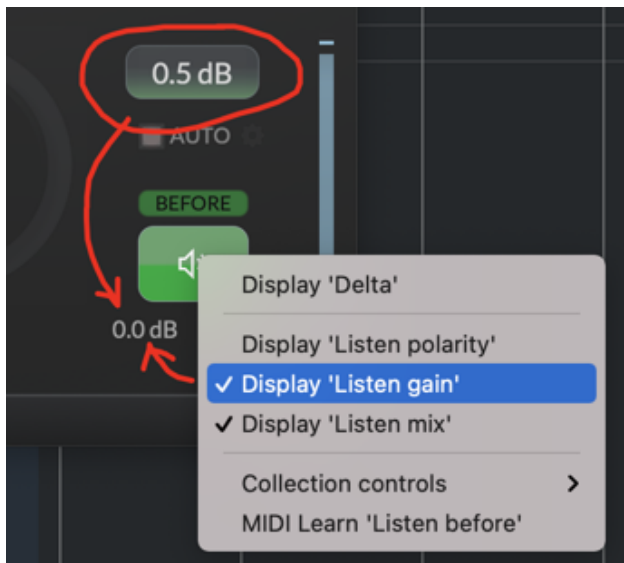 0.5 dB
AUTO
BEFORE
0.0 dB
Display 'Delta'
Display 'Listen polarity'
✓ Display 'Listen gain'
✓ Display 'Listen mix'
Collection controls
MIDI Learn 'Listen before'